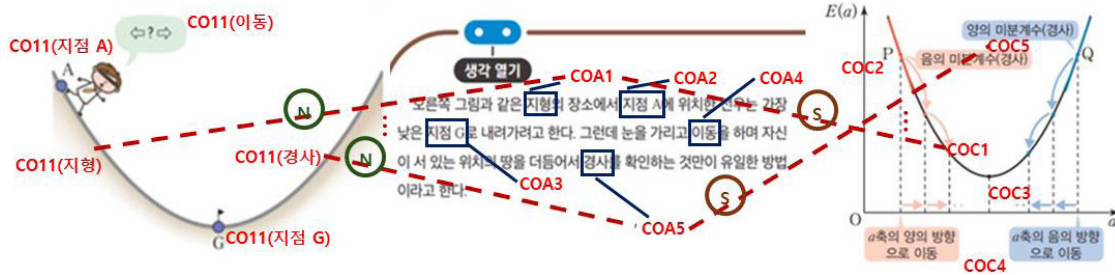 CO11(이동)
CO11(지점 A)
⇦?⇨
A
CO11(지형)
CO11(경사)
G
CO11(지점 G)
N
N
생각 열기
COA1
COA2
COA4
오른쪽 그림과 같은 지형의 장소에서 지점 A에 위치한 선우는 가장
낮은 지점 G로 내려가려고 한다. 그런데 눈을 가리고 이동을 하며 자신
이 서 있는 위치의 땅을 더듬어서 경사를 확인하는 것만이 유일한 방법
이라고 한다.
COA3
COA5
S
S
E(a)
양의 미분계수(경사)
P
Q
COC5
음의 미분계수(경사)
COC2
COC1
COC3
O
a
a축의 양의 방향
으로 이동
a축의 음의 방향
으로 이동
COC4